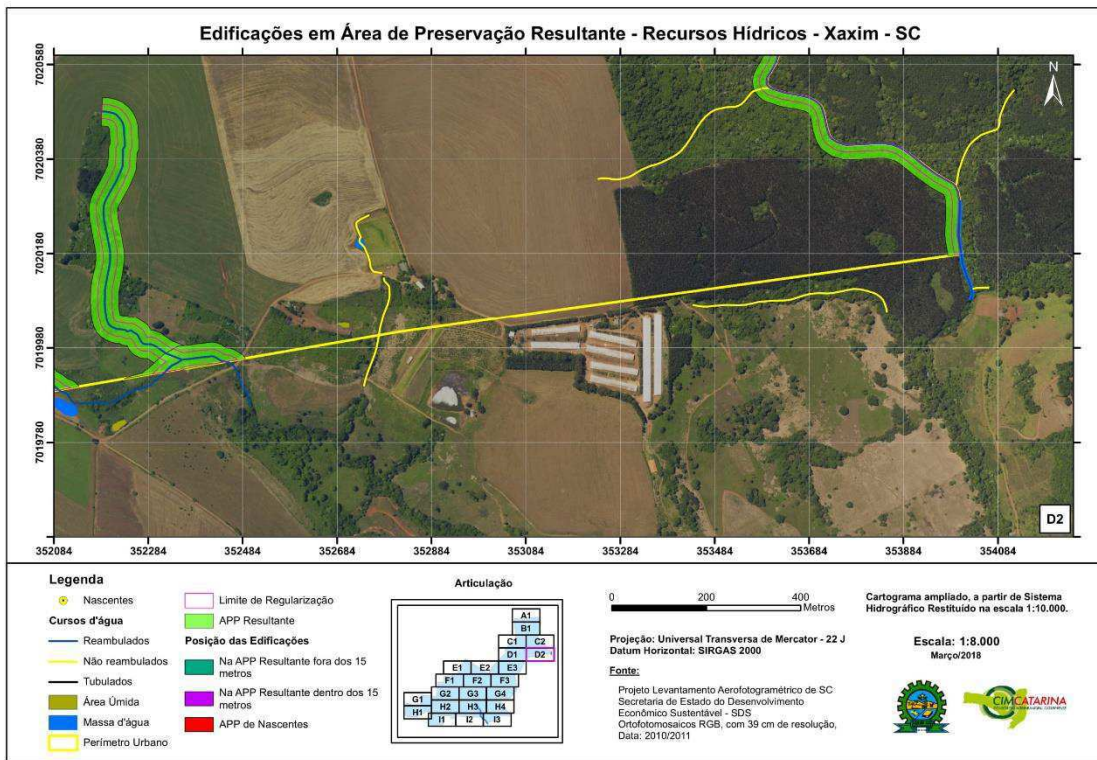 Edificações em Área de Preservação Resultante - Recursos Hídricos - Xaxim - SC
7020580
7020380
7020180
7019980
7019780
N
D2
352084
352284
352484
352684
352884
353084
353284
353484
353684
353884
354084
Legenda
Nascentes
Cursos d'água
Reambulados
Não reambulados
Tubulados
Área Úmida
Massa d'água
Perímetro Urbano
Limite de Regularização
APP Resultante
Posição das Edificações
Na APP Resultante fora dos 15
metros
Na APP Resultante dentro dos 15
metros
APP de Nascentes
Articulação
A1
B1
C1 C2
D1 D2
E1 E2 E3
F1 F2 F3
G1 G2 G3 G4
H1 H2 H3 H4
I1 I2 I3
0 200 400
Metros
Projeção: Universal Transversa de Mercator - 22 J
Datum Horizontal: SIRGAS 2000
Fonte:
Projeto Levantamento Aerofotogramétrico de SC
Secretaria de Estado do Desenvolvimento
Econômico Sustentável - SDS
Ortofotomosaicos RGB, com 39 cm de resolução,
Data: 2010/2011
Cartograma ampliado, a partir de Sistema
Hidrográfico Restituído na escala 1:10.000.
Escala: 1:8.000
Março/2018
CIMCATARINA